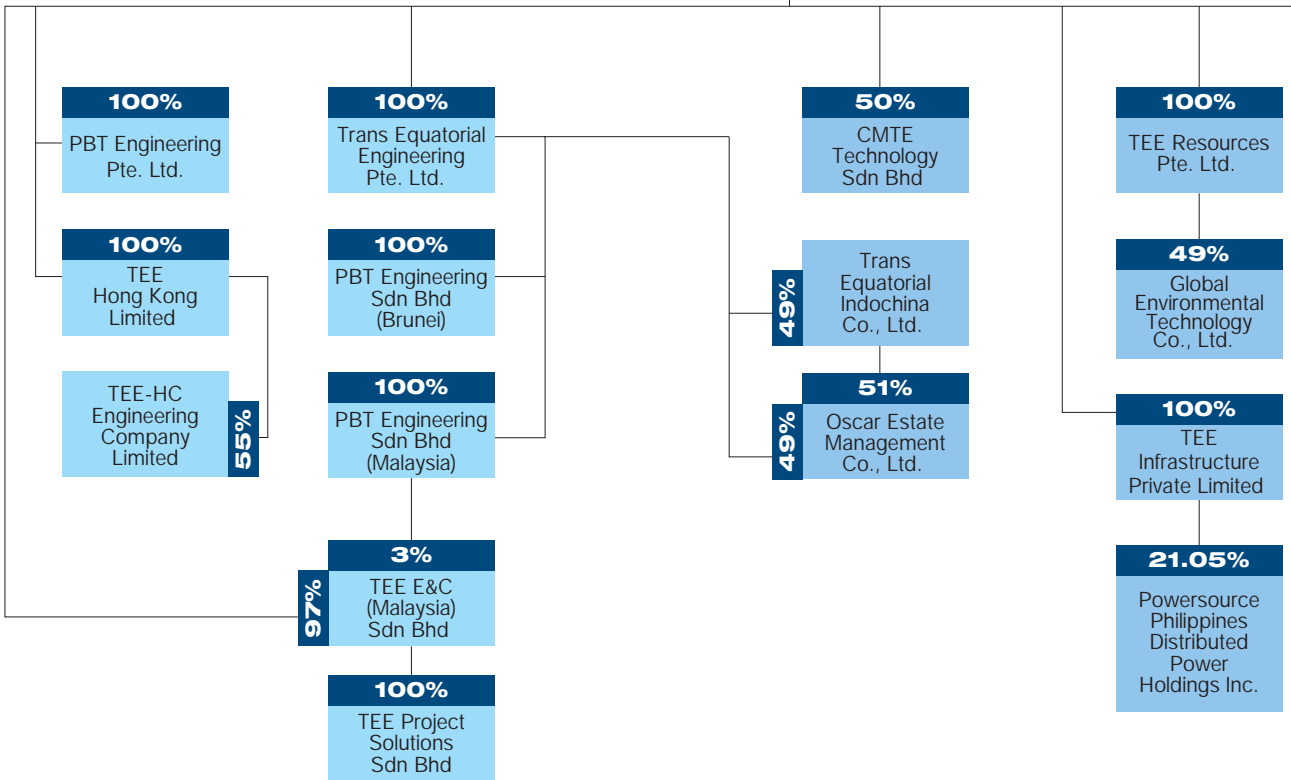 100%
PBT Engineering
Pte. Ltd.
100%
TEE
Hong Kong
Limited
TEE-HC
Engineering
Company
Limited
55%
100%
Trans Equatorial
Engineering
Pte. Ltd.
100%
PBT Engineering
Sdn Bhd
(Brunei)
100%
PBT Engineering
Sdn Bhd
(Malaysia)
3%
97%
TEE E&C
(Malaysia)
Sdn Bhd
100%
TEE Project
Solutions
Sdn Bhd
50%
CMTE
Technology
Sdn Bhd
49%
Trans
Equatorial
Indochina
Co., Ltd.
51%
49%
Oscar Estate
Management
Co., Ltd.
100%
TEE Resources
Pte. Ltd.
49%
Global
Environmental
Technology
Co., Ltd.
100%
TEE
Infrastructure
Private Limited
21.05%
Powersource
Philippines
Distributed
Power
Holdings Inc.